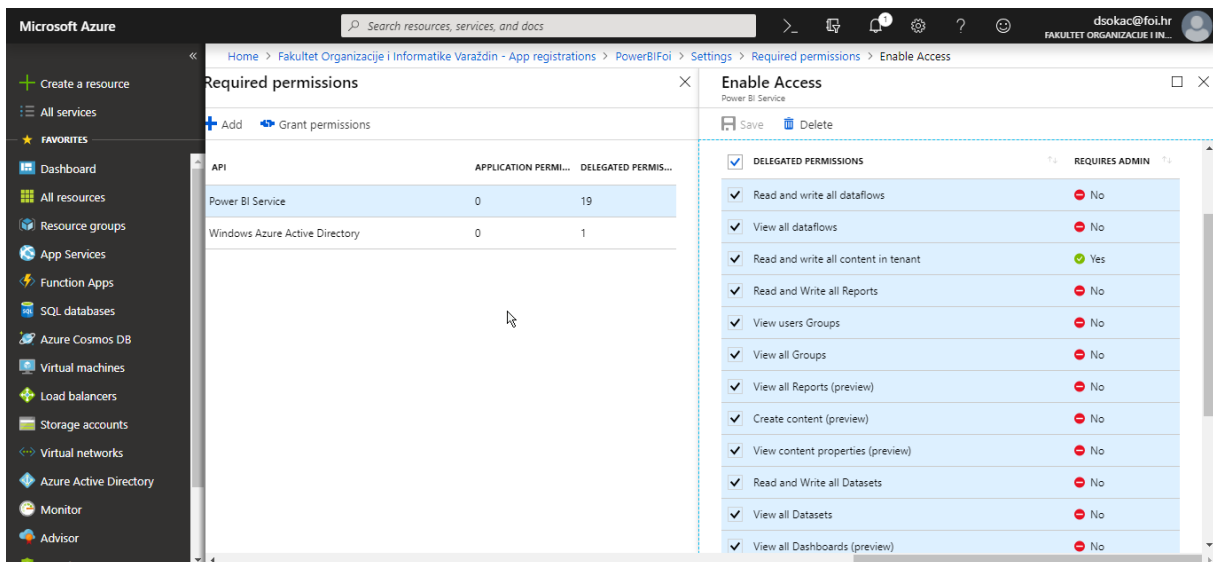 Microsoft Azure
Search resources, services, and docs
1
dsokac@foi.hr
FAKULTET ORGANIZACIJE I IN...
Home > Fakultet Organizacije i Informatike Varaždin - App registrations > PowerBIFoi > Settings > Required permissions > Enable Access
Create a resource
All services
FAVORITES
Dashboard
All resources
Resource groups
App Services
Function Apps
SQL databases
Azure Cosmos DB
Virtual machines
Load balancers
Storage accounts
Virtual networks
Azure Active Directory
Monitor
Advisor
Required permissions
Add Grant permissions
API APPLICATION PERMI... DELEGATED PERMIS...
Power BI Service 0 19
Windows Azure Active Directory 0 1
Enable Access
Power BI Service
Save Delete
DELEGATED PERMISSIONS REQUIRES ADMIN
Read and write all dataflows No
View all dataflows No
Read and write all content in tenant Yes
Read and Write all Reports No
View users Groups No
View all Groups No
View all Reports (preview) No
Create content (preview) No
View content properties (preview) No
Read and Write all Datasets No
View all Datasets No
View all Dashboards (preview) No